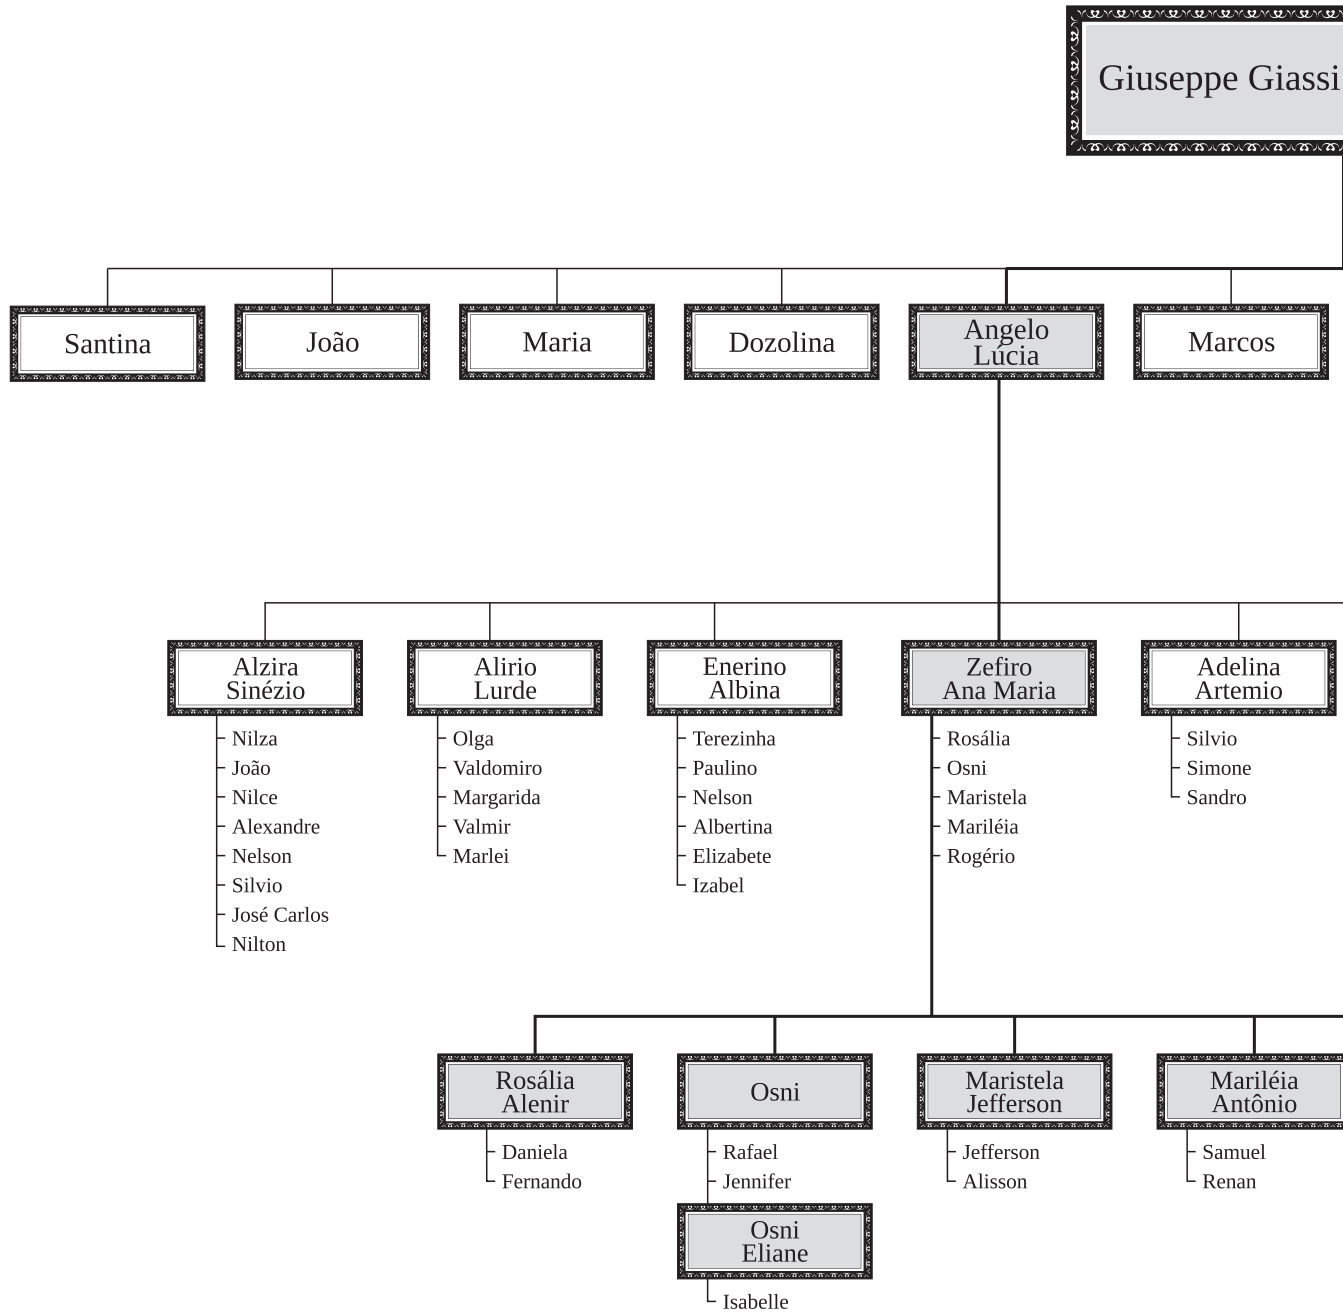 Giuseppe Giassi
Santina
João
Maria
Dozolina
Angelo
Lúcia
Marcos
Alzira
Sinézio
Nilza
João
Nilce
Alexandre
Nelson
Silvio
José Carlos
Nilton
Alirio
Lurde
Olga
Valdomiro
Margarida
Valmir
Marlei
Enerino
Albina
Terezinha
Paulino
Nelson
Albertina
Elizabete
Izabel
Zefiro
Ana Maria
Rosália
Osni
Maristela
Mariléia
Rogério
Adelina
Artemio
Silvio
Simone
Sandro
Rosália
Alenir
Daniela
Fernando
Osni
Rafael
Jennifer
Osni
Eliane
Isabelle
Maristela
Jefferson
Jefferson
Alisson
Mariléia
Antônio
Samuel
Renan